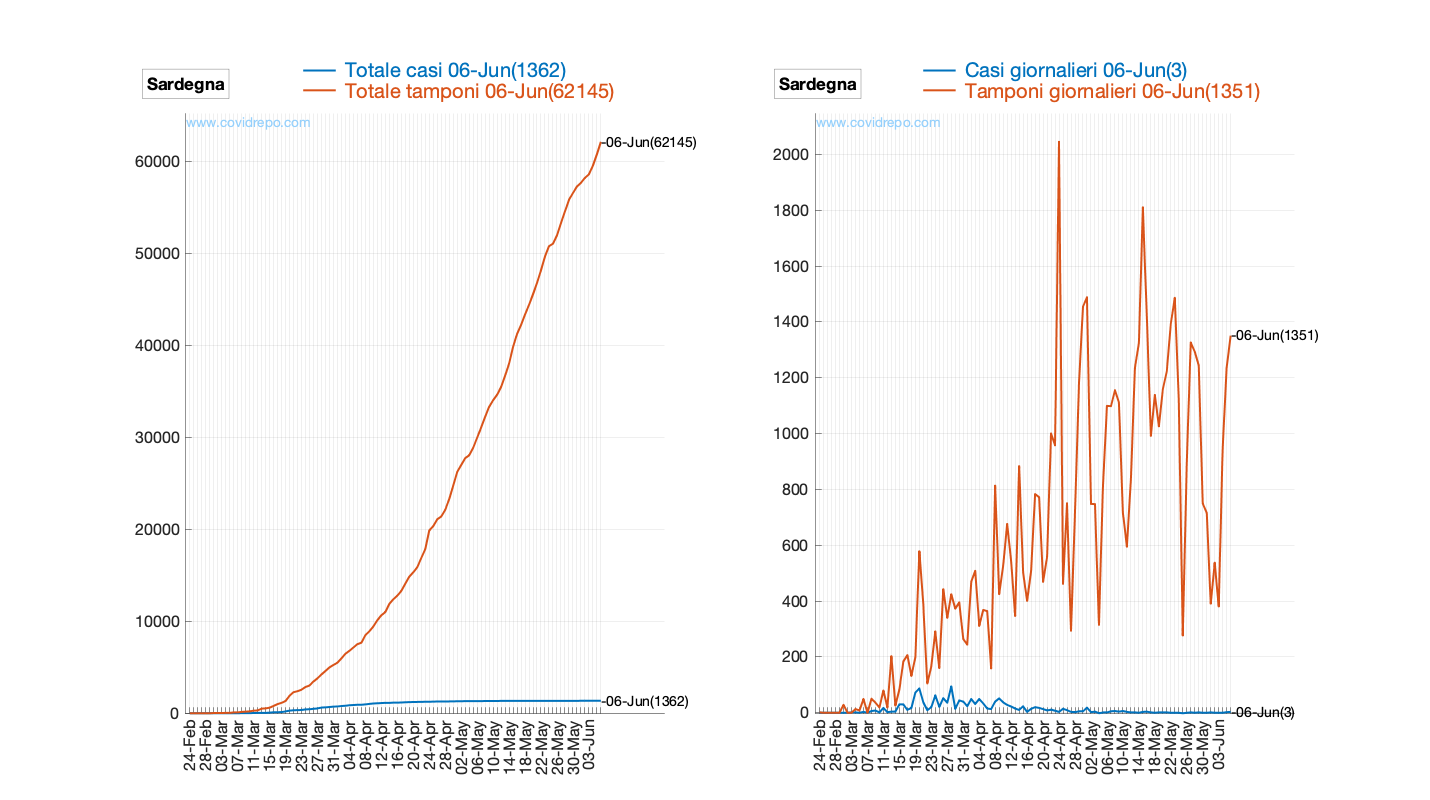 Sardegna
Totale casi 06-Jun(1362)
Totale tamponi 06-Jun(62145)
www.covidrepo.com
06-Jun(62145)
60000
50000
40000
30000
20000
10000
0
06-Jun(1362)
24-Feb
28-Feb
03-Mar
07-Mar
11-Mar
15-Mar
19-Mar
23-Mar
27-Mar
31-Mar
04-Apr
08-Apr
12-Apr
16-Apr
20-Apr
24-Apr
28-Apr
02-May
06-May
10-May
14-May
18-May
22-May
26-May
30-May
03-Jun
Sardegna
Casi giornalieri 06-Jun(3)
Tamponi giornalieri 06-Jun(1351)
www.covidrepo.com
2000
1800
1600
1400
06-Jun(1351)
1200
1000
800
600
400
200
0
06-Jun(3)
24-Feb
28-Feb
03-Mar
07-Mar
11-Mar
15-Mar
19-Mar
23-Mar
27-Mar
31-Mar
04-Apr
08-Apr
12-Apr
16-Apr
20-Apr
24-Apr
28-Apr
02-May
06-May
10-May
14-May
18-May
22-May
26-May
30-May
03-Jun